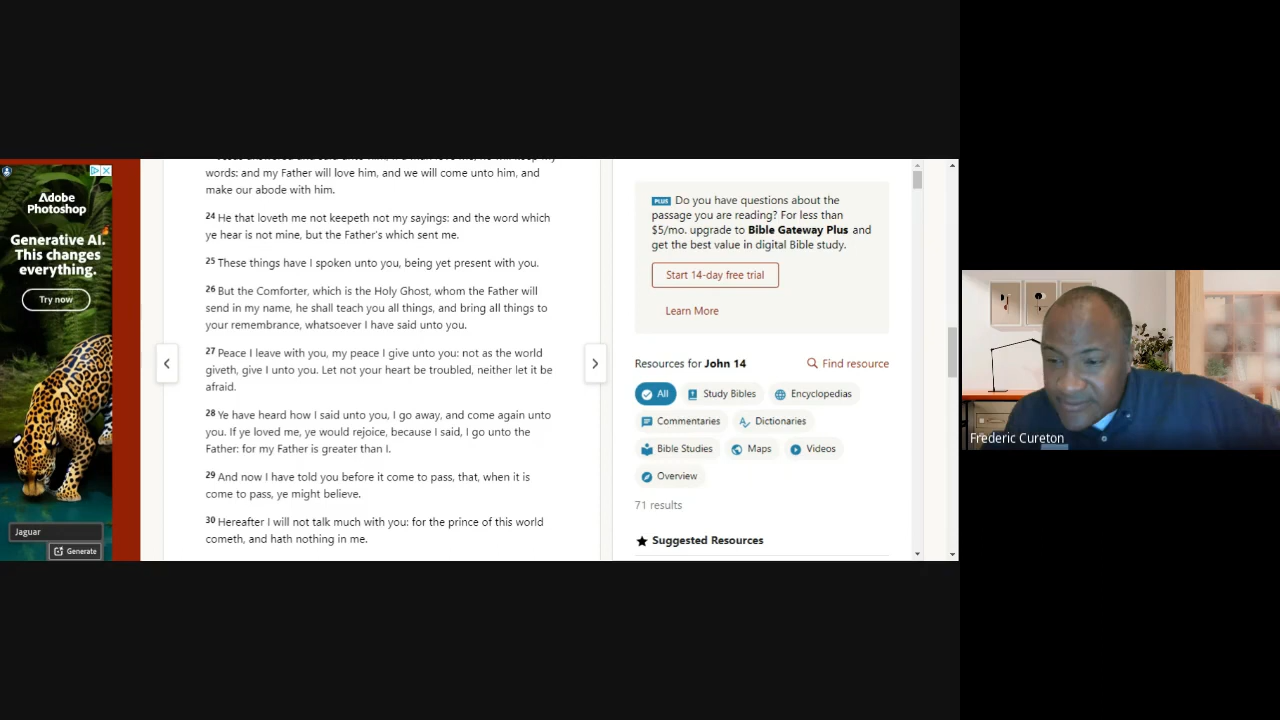 Adobe
Photoshop
Generative AI.
This changes
everything.
Try now
Jaguar
Generate
Jesus answered and said unto him, If a man love me, he will keep my
words: and my Father will love him, and we will come unto him, and
make our abode with him.
24 He that loveth me not keepeth not my sayings: and the word which
ye hear is not mine, but the Father's which sent me.
25 These things have I spoken unto you, being yet present with you.
26 But the Comforter, which is the Holy Ghost, whom the Father will
send in my name, he shall teach you all things, and bring all things to
your remembrance, whatsoever I have said unto you.
27 Peace I leave with you, my peace I give unto you: not as the world
giveth, give I unto you. Let not your heart be troubled, neither let it be
afraid.
28 Ye have heard how I said unto you, I go away, and come again unto
you. If ye loved me, ye would rejoice, because I said, I go unto the
Father: for my Father is greater than I.
29 And now I have told you before it come to pass, that, when it is
come to pass, ye might believe.
30 Hereafter I will not talk much with you: for the prince of this world
cometh, and hath nothing in me.
PLUS Do you have questions about the
passage you are reading? For less than
$5/mo. upgrade to Bible Gateway Plus and
get the best value in digital Bible study.
Start 14-day free trial
Learn More
Resources for John 14 Find resource
All Study Bibles Encyclopedias
Commentaries Dictionaries
Bible Studies Maps Videos
Overview
71 results
Suggested Resources
Frederic Cureton